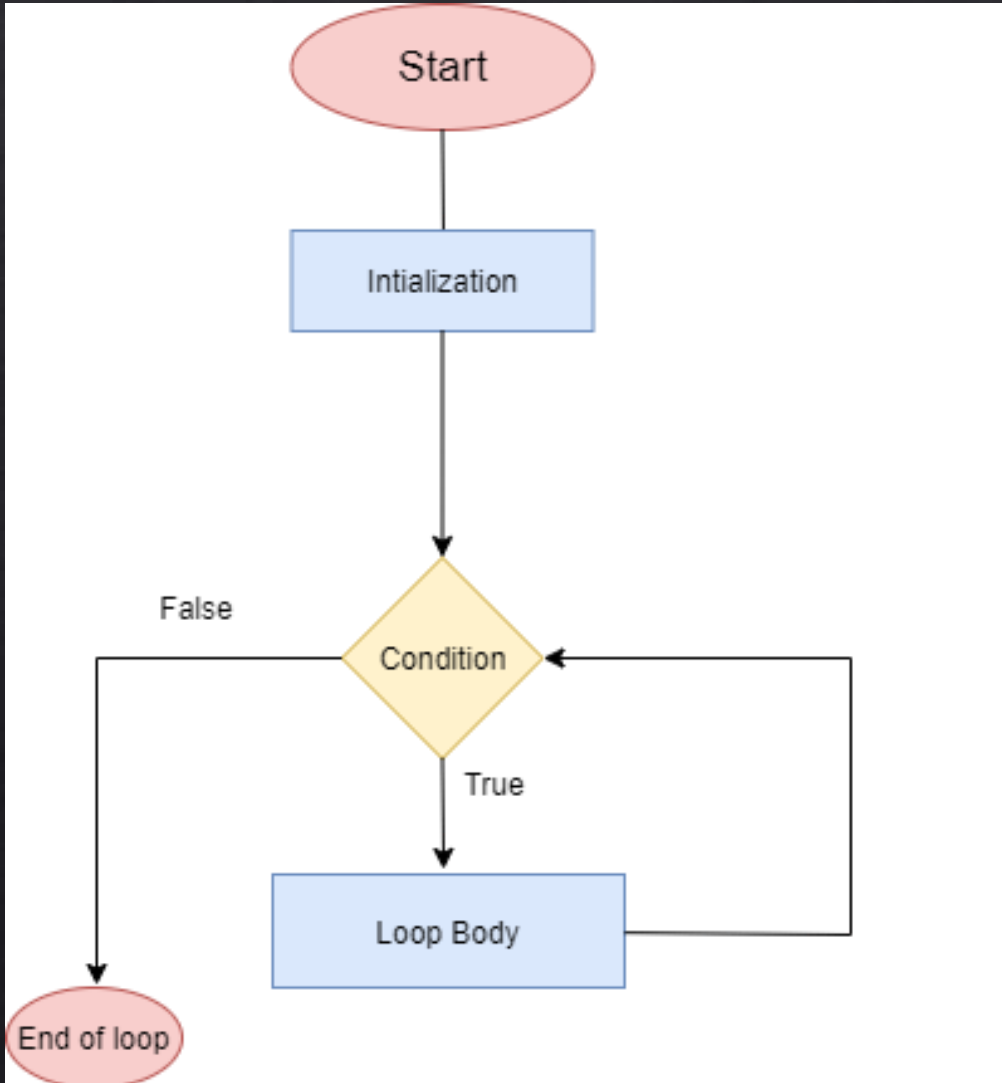 Start
Intialization
False
Condition
True
Loop Body
End of loop